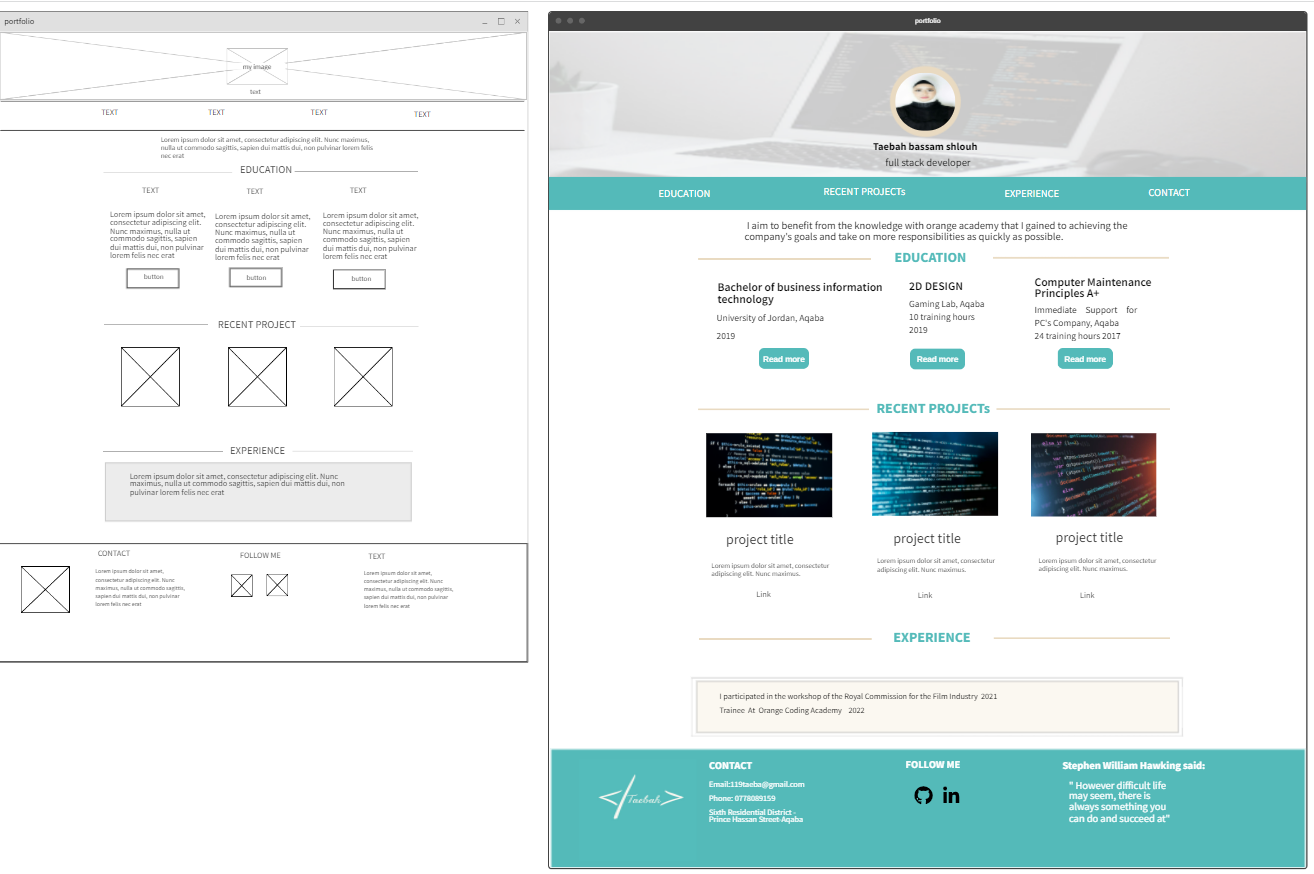 portfolio
my image
text
TEXT TEXT TEXT TEXT
Lorem ipsum dolor sit amet, consectetur adipiscing elit. Nunc maximus,
nulla ut commodo sagittis, sapien dui mattis dui, non pulvinar lorem felis
nec erat
EDUCATION
TEXT
Lorem ipsum dolor sit amet,
consectetur adipiscing elit.
Nunc maximus, nulla ut
commodo sagittis, sapien
dui mattis dui, non pulvinar
lorem felis nec erat
button
TEXT
Lorem ipsum dolor sit amet,
consectetur adipiscing elit.
Nunc maximus, nulla ut
commodo sagittis, sapien
dui mattis dui, non pulvinar
lorem felis nec erat
button
TEXT
Lorem ipsum dolor sit amet,
consectetur adipiscing elit.
Nunc maximus, nulla ut
commodo sagittis, sapien
dui mattis dui, non pulvinar
lorem felis nec erat
button
RECENT PROJECT
EXPERIENCE
Lorem ipsum dolor sit amet, consectetur adipiscing elit. Nunc
maximus, nulla ut commodo sagittis, sapien dui mattis dui, non
pulvinar lorem felis nec erat
CONTACT
Lorem ipsum dolor sit amet,
consectetur adipiscing elit. Nunc
maximus, nulla ut commodo sagittis,
sapien dui mattis dui, non pulvinar
lorem felis nec erat
FOLLOW ME
TEXT
Lorem ipsum dolor sit amet,
consectetur adipiscing elit. Nunc
maximus, nulla ut commodo sagittis,
sapien dui mattis dui, non pulvinar
lorem felis nec erat
portfolio
Taebah bassam shlouh
full stack developer
EDUCATION RECENT PROJECTs EXPERIENCE CONTACT
I aim to benefit from the knowledge with orange academy that I gained to achieving the
company's goals and take on more responsibilities as quickly as possible.
EDUCATION
Bachelor of business information
technology
University of Jordan, Aqaba
2019
Read more
2D DESIGN
Gaming Lab, Aqaba
10 training hours
2019
Read more
Computer Maintenance
Principles A+
Immediate Support for
PC's Company, Aqaba
24 training hours 2017
Read more
RECENT PROJECTs
project title
Lorem ipsum dolor sit amet, consectetur
adipiscing elit. Nunc maximus.
Link
project title
Lorem ipsum dolor sit amet, consectetur
adipiscing elit. Nunc maximus.
Link
project title
Lorem ipsum dolor sit amet, consectetur
adipiscing elit. Nunc maximus.
Link
EXPERIENCE
I participated in the workshop of the Royal Commission for the Film Industry 2021
Trainee At Orange Coding Academy 2022
Taebah
CONTACT
Email:119taeba@gmail.com
Phone: 0778089159
Sixth Residential District -
Prince Hassan Street-Aqaba
FOLLOW ME
in
Stephen William Hawking said:
" However difficult life
may seem, there is
always something you
can do and succeed at"